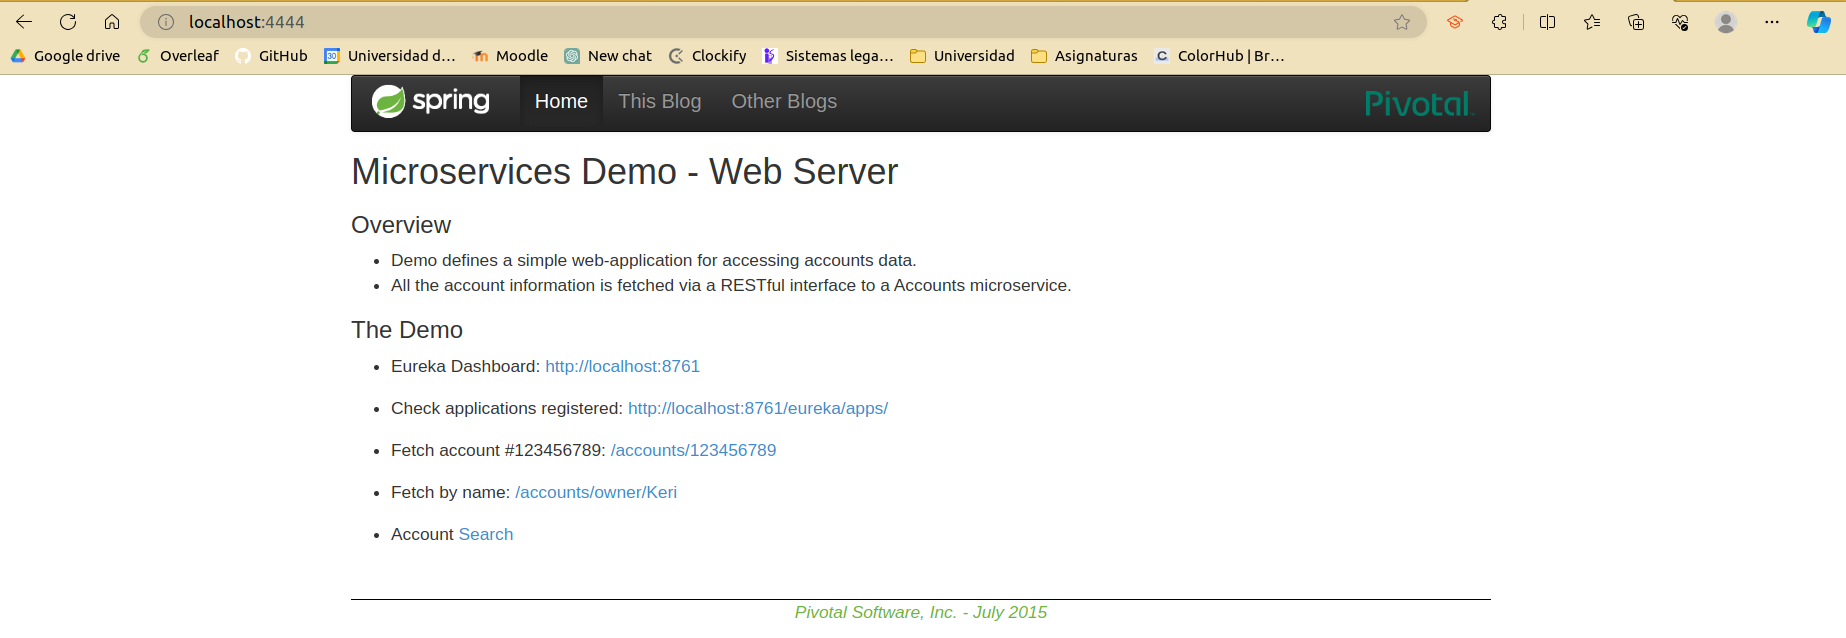 localhost:4444
Google drive Overleaf GitHub 30 Universidad d... Moodle New chat Clockify Sistemas lega... Universidad Asignaturas C ColorHub | Br...
spring Home This Blog Other Blogs Pivotal
Microservices Demo - Web Server
Overview
Demo defines a simple web-application for accessing accounts data.
All the account information is fetched via a RESTful interface to a Accounts microservice.
The Demo
Eureka Dashboard: http://localhost:8761
Check applications registered: http://localhost:8761/eureka/apps/
Fetch account #123456789: /accounts/123456789
Fetch by name: /accounts/owner/Keri
Account Search
Pivotal Software, Inc. - July 2015